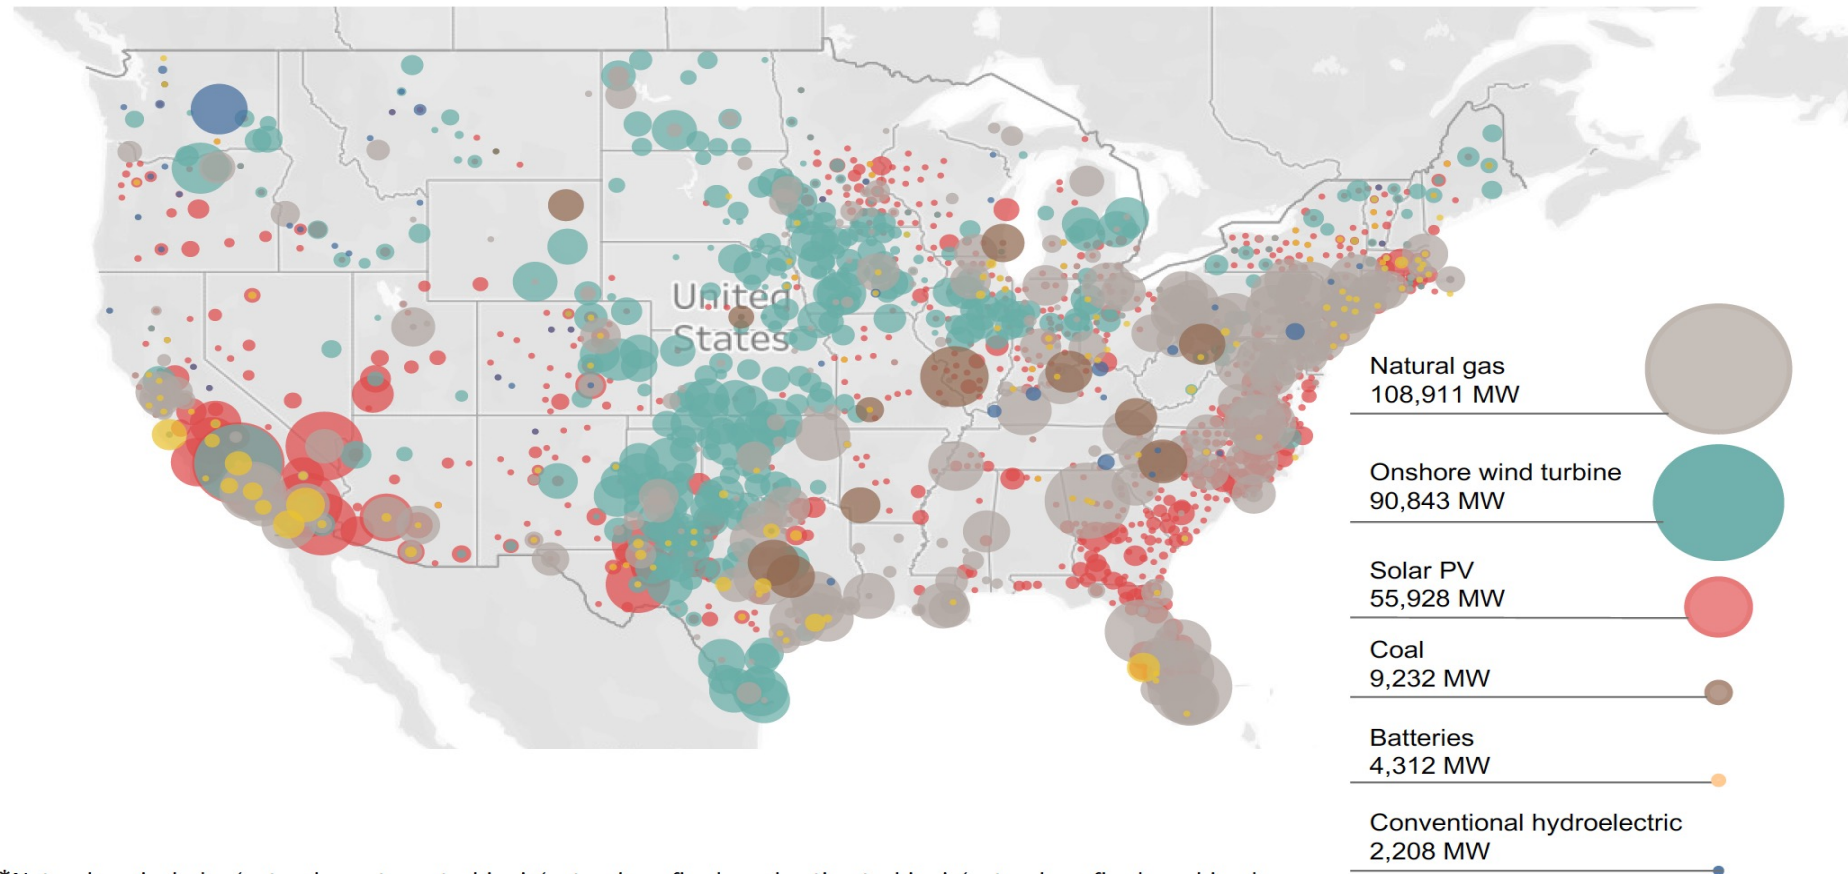 United
States
Natural gas
108,911 MW
Onshore wind turbine
90,843 MW
Solar PV
55,928 MW
Coal
9,232 MW
Batteries
4,312 MW
Conventional hydroelectric
2,208 MW